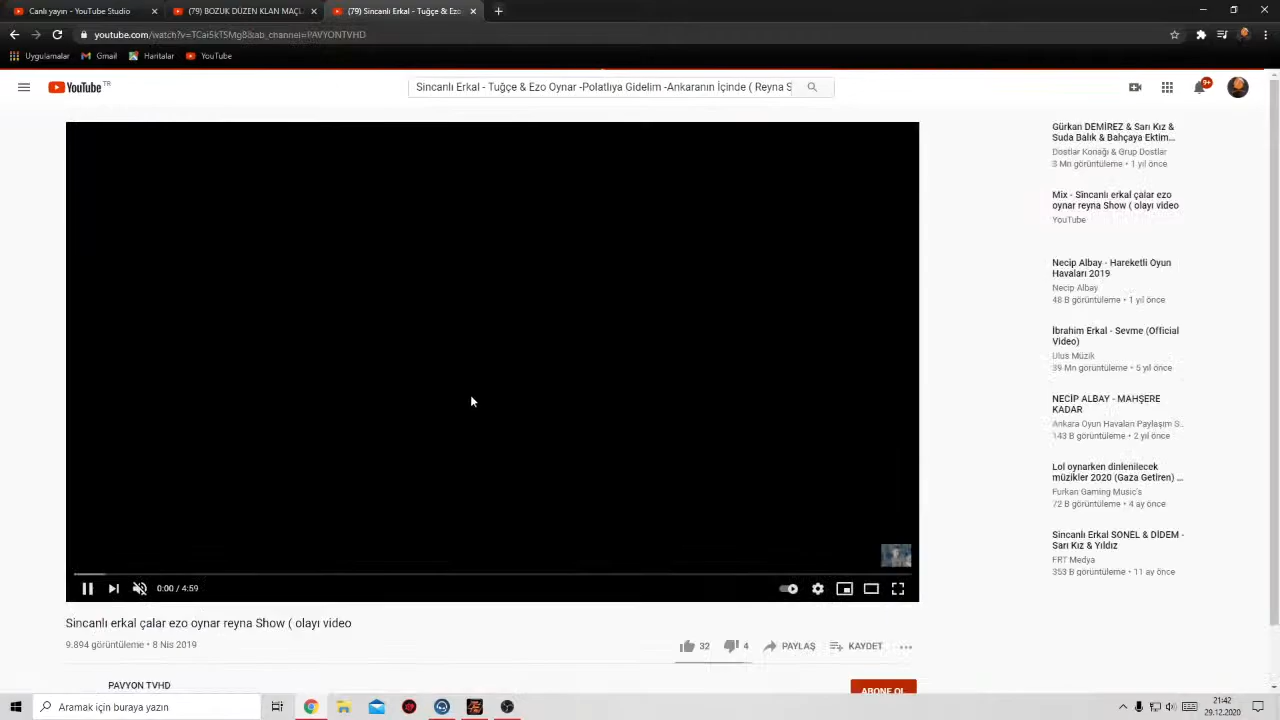 Canlı yayın - YouTube Studio
(79) BOZUK DÜZEN KLAN MAÇL
(79) Sincanlı Erkal - Tuğçe & Ezo
youtube.com/watch?v=TCai5kTSMg8&ab_channel=PAVYONTVHD
Uygulamalar Gmail Haritalar YouTube
YouTube TR
Sincanlı Erkal - Tuğçe & Ezo Oynar -Polatlıya Gidelim -Ankaranın İçinde ( Reyna S
9+
Gürkan DEMİREZ & Sarı Kız &
Suda Balık & Bahçaya Ektim...
Dostlar Konağı & Grup Dostlar
3 Mn görüntüleme • 1 yıl önce
Mix - Sincanlı erkal çalar ezo
oynar reyna Show ( olayı video
YouTube
Necip Albay - Hareketli Oyun
Havaları 2019
Necip Albay
48 B görüntüleme • 1 yıl önce
İbrahim Erkal - Sevme (Official
Video)
Ulus Müzik
39 Mn görüntüleme • 5 yıl önce
NECİP ALBAY - MAHŞERE
KADAR
Ankara Oyun Havaları Paylaşım S..
143 B görüntüleme • 2 yıl önce
Lol oynarken dinlenilecek
müzikler 2020 (Gaza Getiren) ...
Furkan Gaming Music's
72 B görüntüleme • 4 ay önce
Sincanlı Erkal SONEL & DİDEM -
Sarı Kız & Yıldız
FRT Medya
353 B görüntüleme • 11 ay önce
0:00 / 4:59
Sincanlı erkal çalar ezo oynar reyna Show ( olayı video
9.894 görüntüleme • 8 Nis 2019
32 4 PAYLAŞ KAYDET
PAVYON TVHD
ABONE OL
Aramak için buraya yazın
21:42
29.12.2020